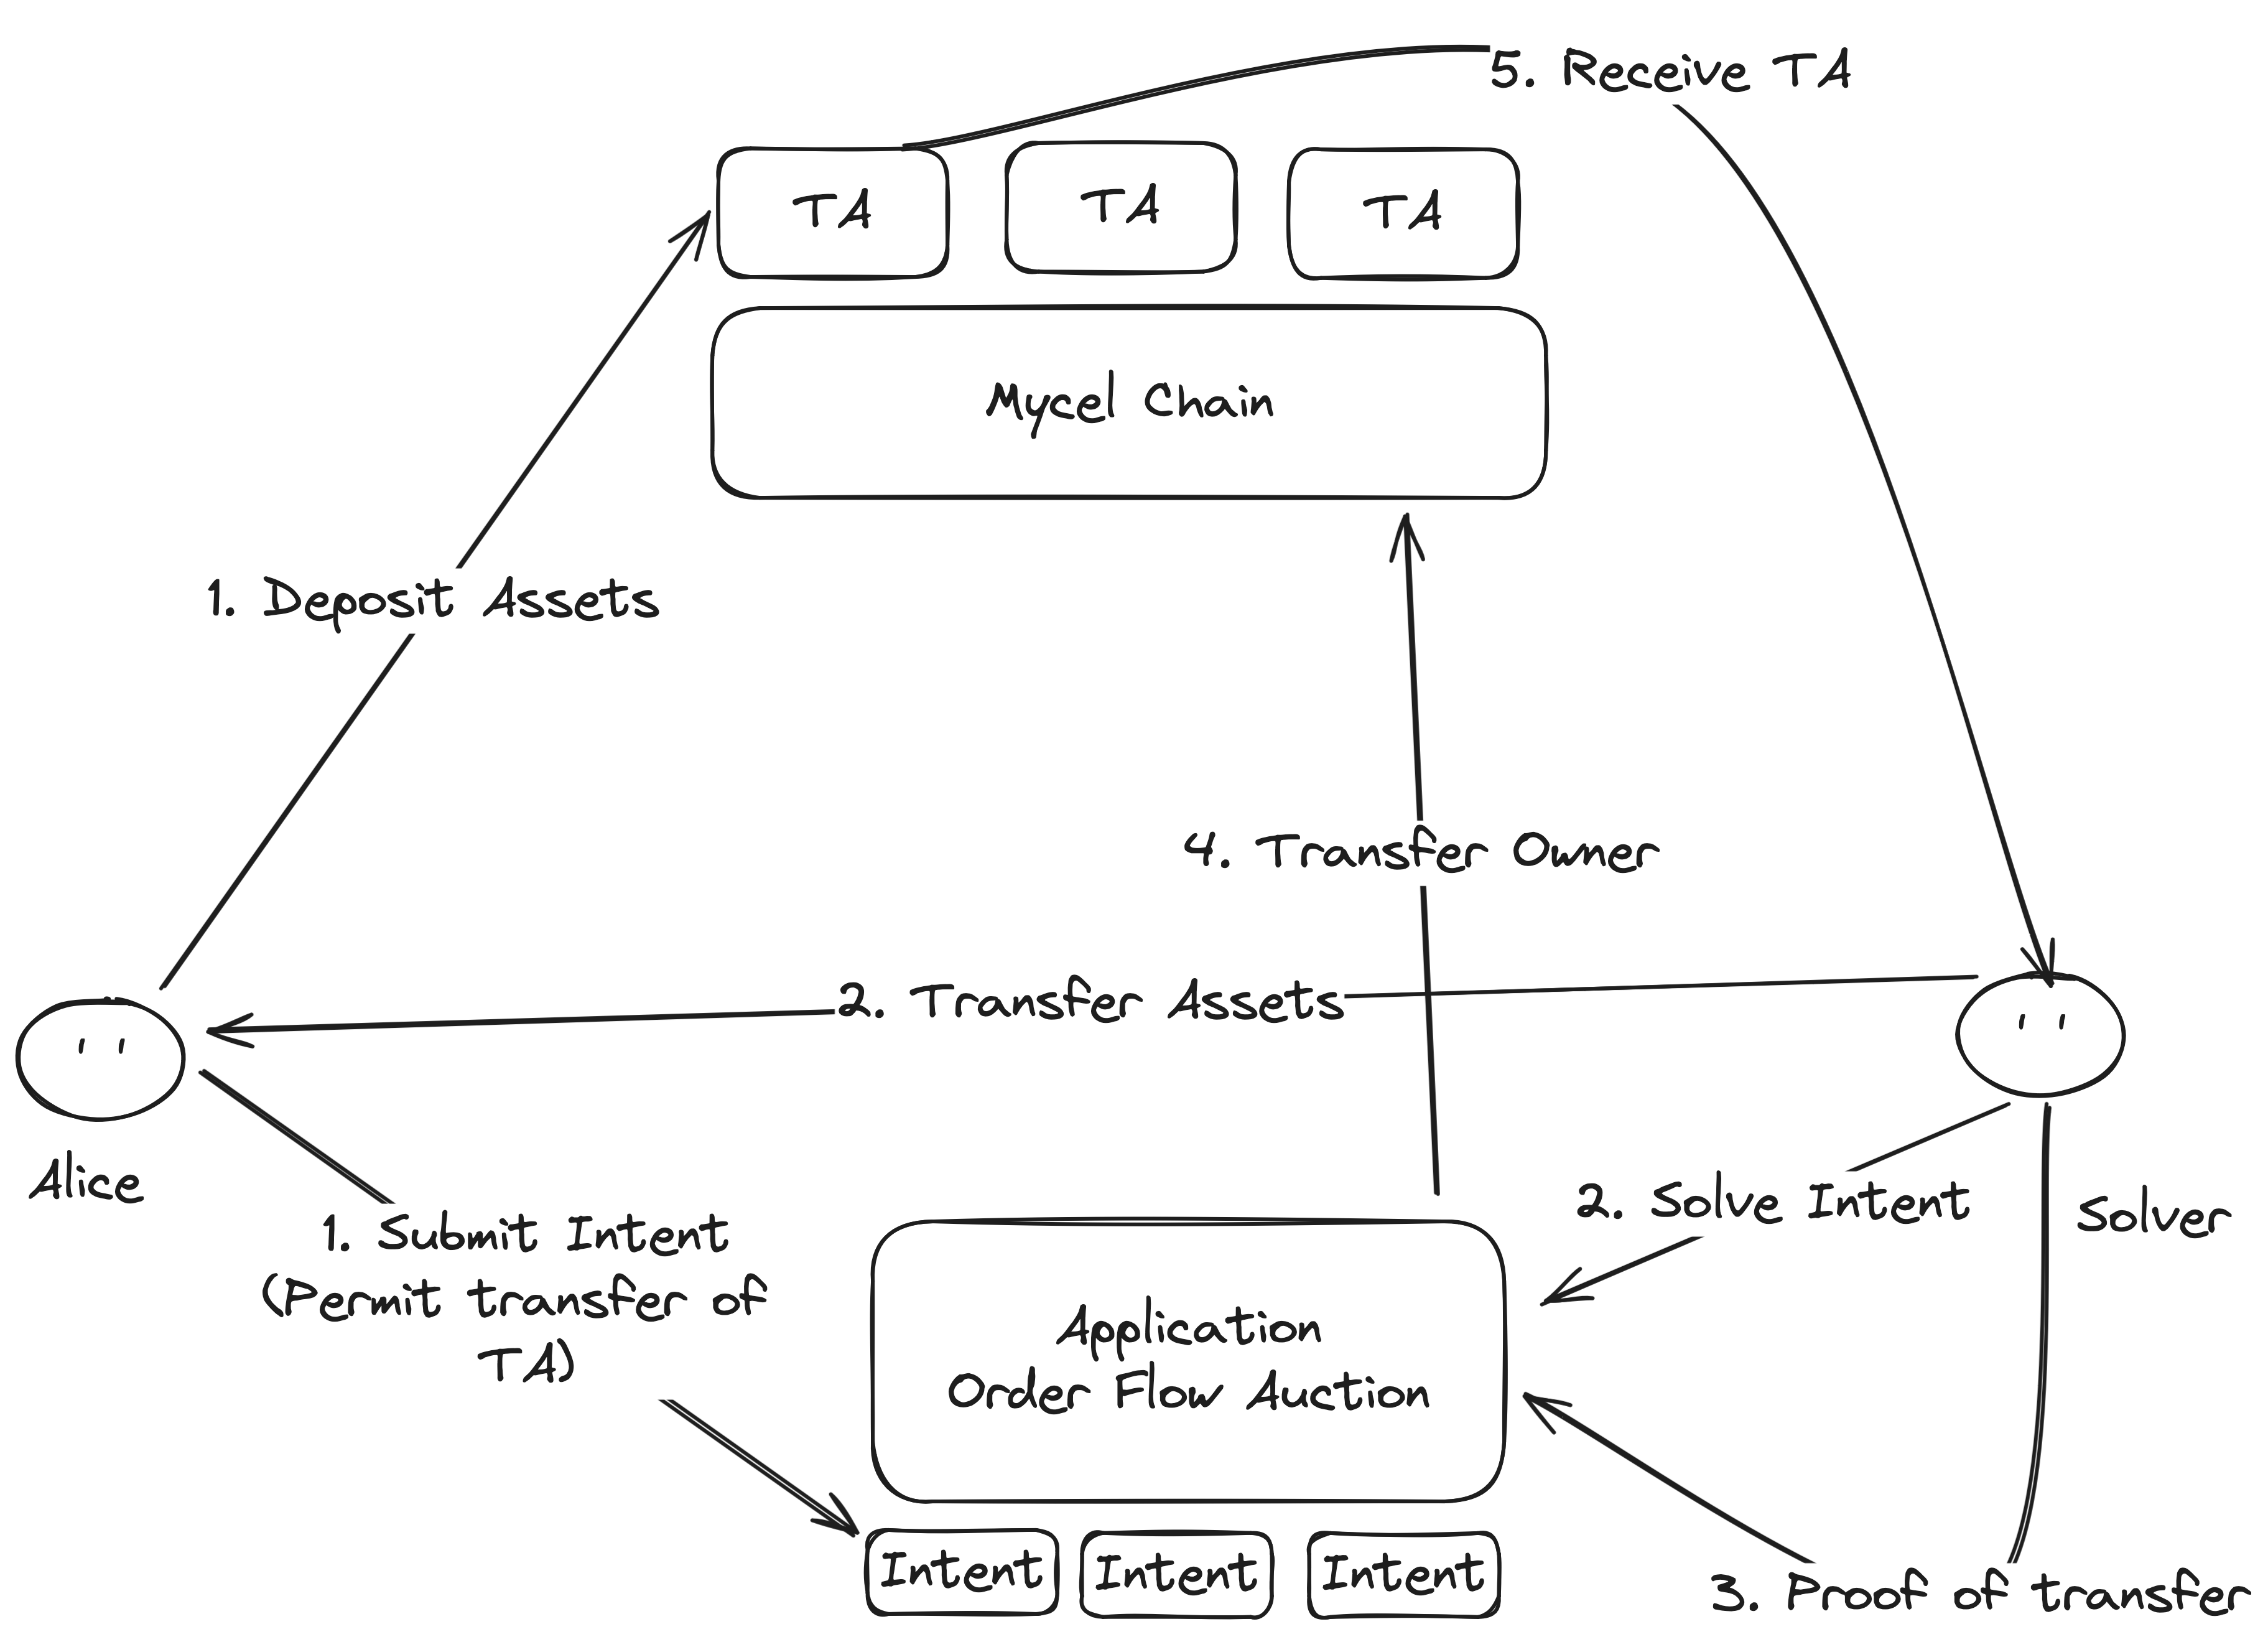 5. Receive TA
TA
TA
TA
Mycel Chain
1. Deposit Assets
4. Transfer Owner
2. Transfer Assets
Alice
2. Solve Intent
Solver
1. Submit Intent
(Permit transfer of
TA)
Application
Order Flow Auction
Intent
Intent
Intent
3. Proof of transfer